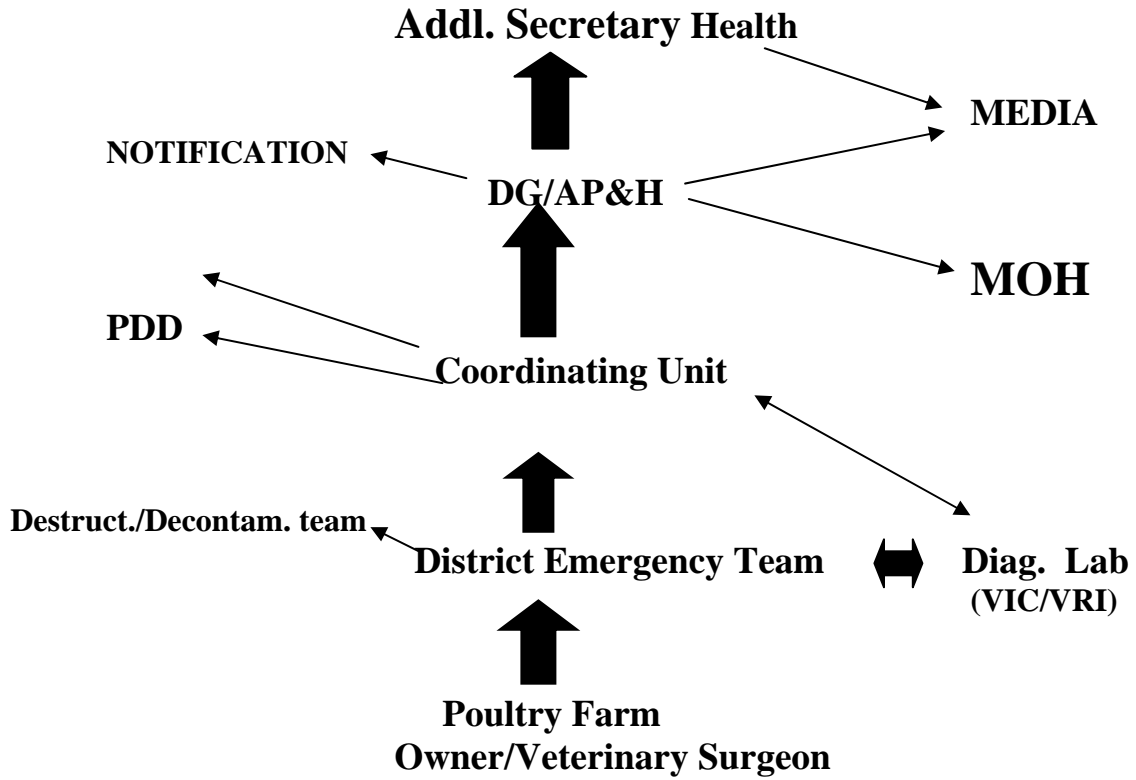 Addl. Secretary Health
MEDIA
NOTIFICATION
DG/AP&H
MOH
PDD
Coordinating Unit
Destruct./Decontam. team
District Emergency Team
Diag. Lab
(VIC/VRI)
Poultry Farm
Owner/Veterinary Surgeon